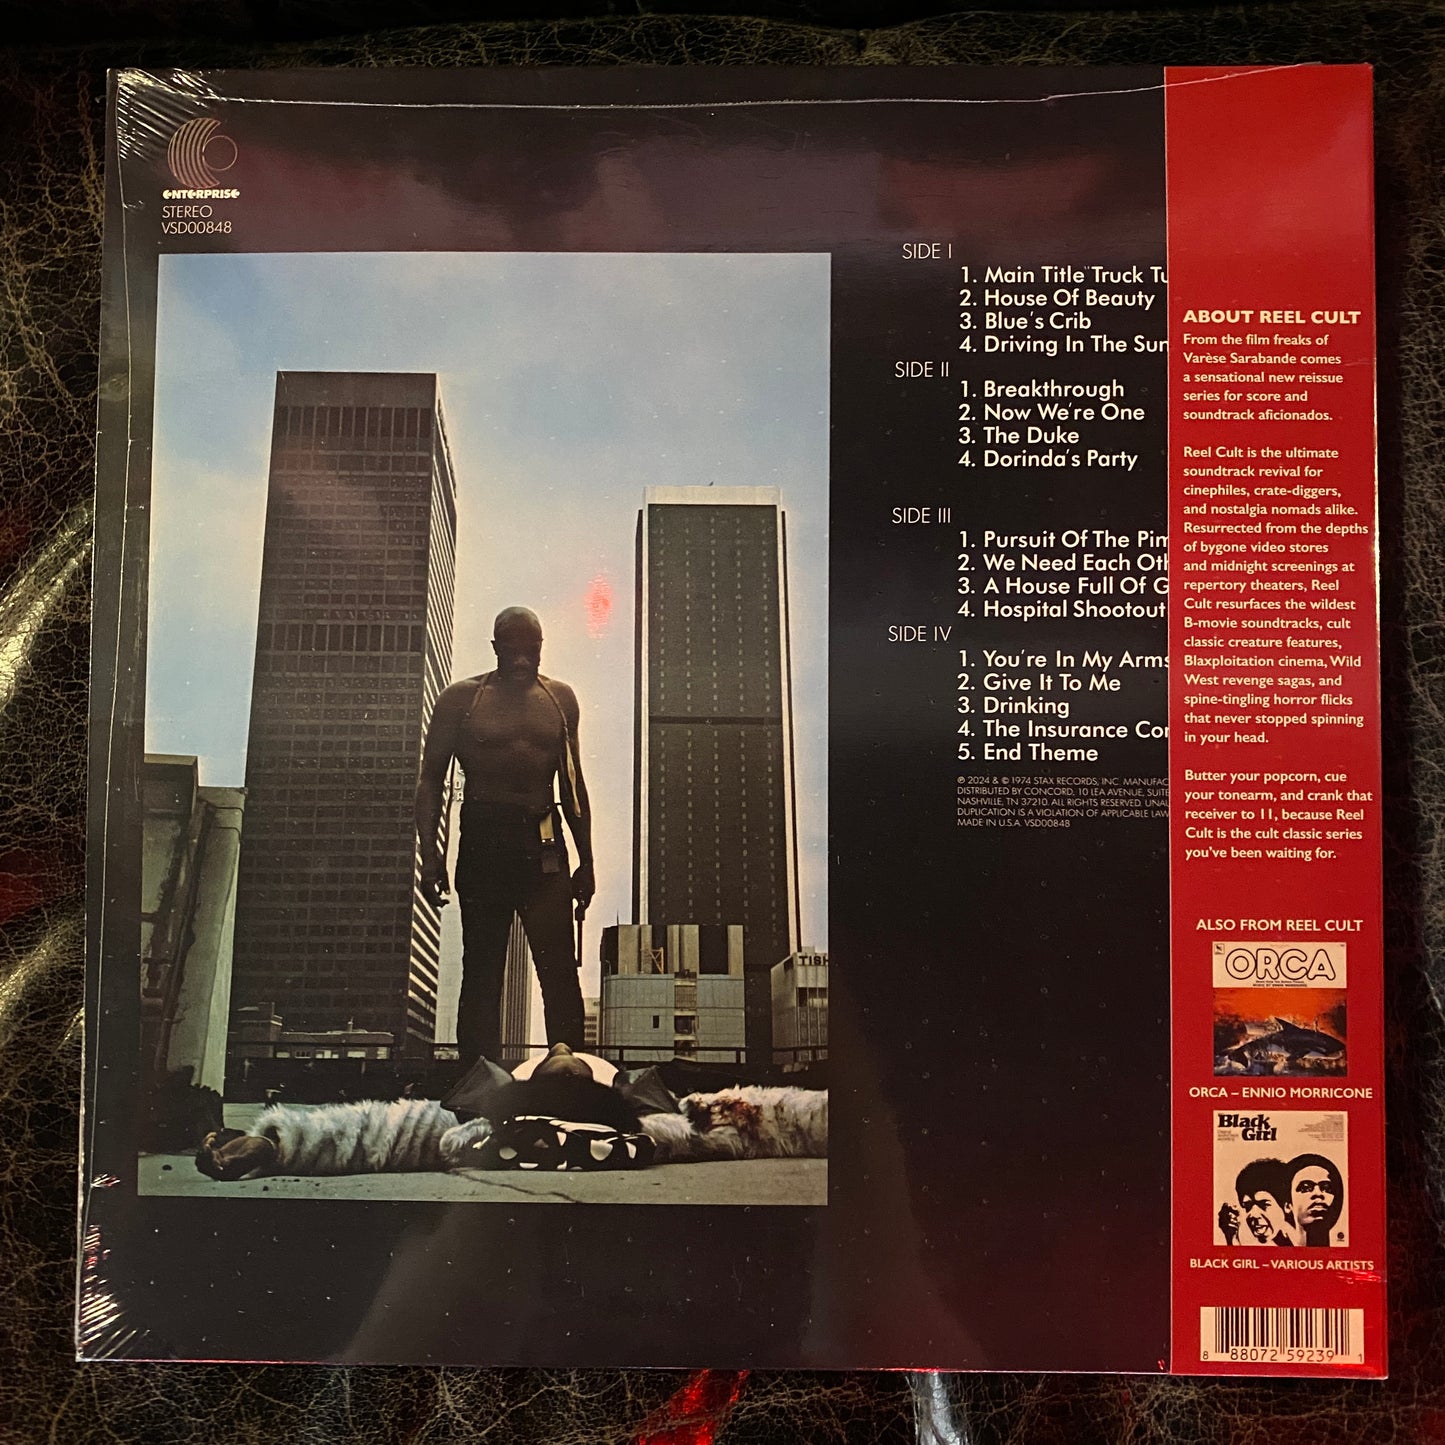 ENTERPRISE
STEREO
VSD00848
SIDE I
1. Main Title "Truck Tu
2. House Of Beauty
3. Blue's Crib
4. Driving In The Sun
SIDE II
1. Breakthrough
2. Now We're One
3. The Duke
4. Dorinda's Party
SIDE III
1. Pursuit Of The Pim
2. We Need Each Oth
3. A House Full Of G
4. Hospital Shootout
SIDE IV
1. You're In My Arms
2. Give It To Me
3. Drinking
4. The Insurance Co
5. End Theme
℗ 2024 & © 1974 STAX RECORDS, INC. MANUFAC
DISTRIBUTED BY CONCORD, 10 LEA AVENUE, SUITE
NASHVILLE, TN 37210. ALL RIGHTS RESERVED. UNAU
DUPLICATION IS A VIOLATION OF APPLICABLE LAW
MADE IN U.S.A. VSD00848
TISH
ABOUT REEL CULT
From the film freaks of
Varèse Sarabande comes
a sensational new reissue
series for score and
soundtrack aficionados.
Reel Cult is the ultimate
soundtrack revival for
cinephiles, crate-diggers,
and nostalgia nomads alike.
Resurrected from the depths
of bygone video stores
and midnight screenings at
repertory theaters, Reel
Cult resurfaces the wildest
B-movie soundtracks, cult
classic creature features,
Blaxploitation cinema, Wild
West revenge sagas, and
spine-tingling horror flicks
that never stopped spinning
in your head.
Butter your popcorn, cue
your tonearm, and crank that
receiver to 11, because Reel
Cult is the cult classic series
you've been waiting for.
ALSO FROM REEL CULT
ORCA
ORCA – ENNIO MORRICONE
Black
Girl
BLACK GIRL – VARIOUS ARTISTS
8 88072 59239 1